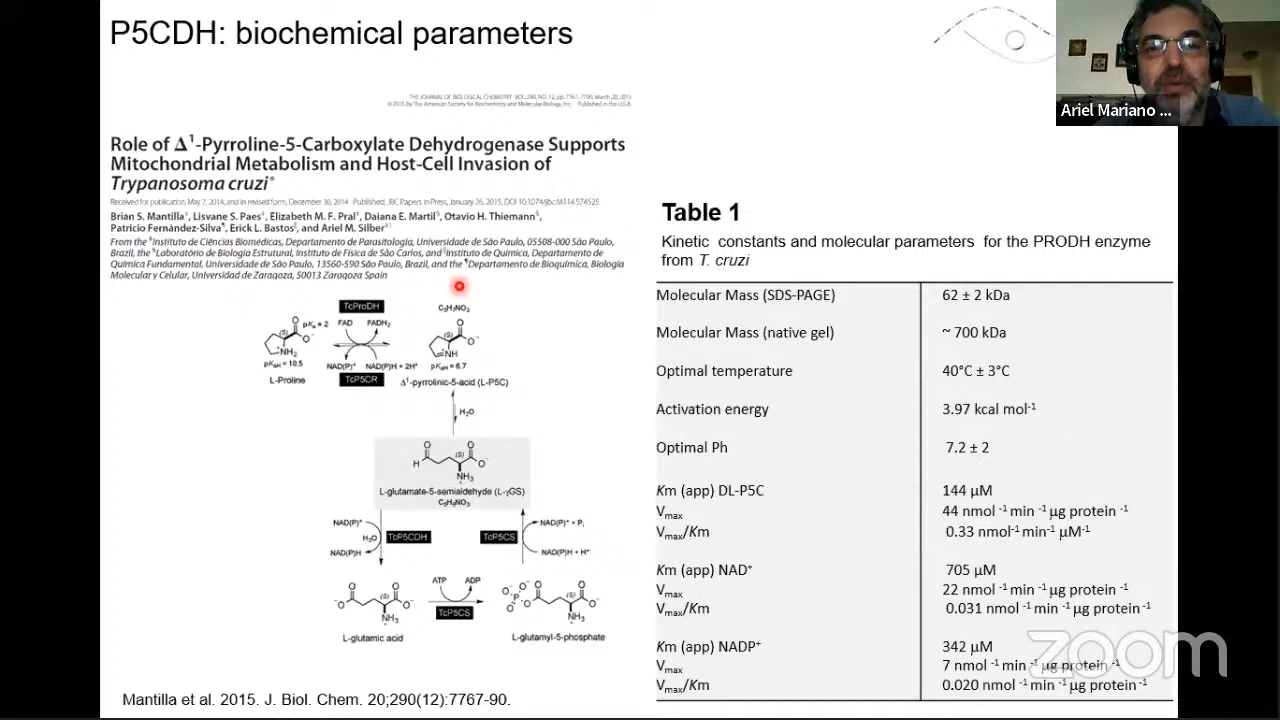 P5CDH: biochemical parameters
Ariel Mariano ...
THE JOURNAL OF BIOLOGICAL CHEMISTRY VOL. 290, NO. 12, pp. 7767–7790, March 20, 2015
© 2015 by The American Society for Biochemistry and Molecular Biology, Inc. Published in the U.S.A.
Role of Δ¹-Pyrroline-5-Carboxylate Dehydrogenase Supports
Mitochondrial Metabolism and Host-Cell Invasion of
Trypanosoma cruzi*
Received for publication, May 7, 2014, and in revised form, December 30, 2014 Published, JBC Papers in Press, January 26, 2015, DOI 10.1074/jbc.M114.574525
Brian S. Mantilla‡, Lisvane S. Paes‡, Elizabeth M. F. Pral‡, Daiana E. Martil§, Otavio H. Thiemann§,
Patricio Fernández-Silva¶, Erick L. Bastos‖, and Ariel M. Silber‡¹
From the ‡Instituto de Ciências Biomédicas, Departamento de Parasitologia, Universidade de São Paulo, 05508-000 São Paulo,
Brazil, the §Laboratório de Biologia Estrutural, Instituto de Física de São Carlos, and ‖Instituto de Química, Departamento de
Química Fundamental, Universidade de São Paulo, 13560-590 São Paulo, Brazil, and the ¶Departamento de Bioquímica, Biología
Molecular y Celular, Universidad de Zaragoza, 50013 Zaragoza Spain
TcProDH
C₅H₇NO₂
pKa = 2
FAD
FADH₂
(S)
(S)
NH₂
NH
pKaH = 10.5
NAD(P)⁺
NAD(P)H + 2H⁺
pKaH = 6.7
L-Proline
TcP5CR
Δ¹-pyrrolinic-5-acid (L-P5C)
H₂O
(S)
NH₃
L-glutamate-5-semialdehyde (L-γGS)
C₅H₉NO₃
NAD(P)⁺
H₂O
NAD(P)H
TcP5CDH
TcP5CS
NAD(P)⁺ + Pᵢ
NAD(P)H + H⁺
ATP
ADP
(S)
NH₃
TcP5CS
(S)
NH₃
L-glutamic acid
L-glutamyl-5-phosphate
Mantilla et al. 2015. J. Biol. Chem. 20;290(12):7767-90.
Table 1
Kinetic constants and molecular parameters for the PRODH enzyme
from T. cruzi
Molecular Mass (SDS-PAGE) 62 ± 2 kDa
Molecular Mass (native gel) ~ 700 kDa
Optimal temperature 40°C ± 3°C
Activation energy 3.97 kcal mol⁻¹
Optimal Ph 7.2 ± 2
Km (app) DL-P5C 144 µM
Vmax 44 nmol ⁻¹ min ⁻¹ µg protein ⁻¹
Vmax/Km 0.33 nmol⁻¹ min⁻¹ µM⁻¹
Km (app) NAD⁺ 705 µM
Vmax 22 nmol ⁻¹ min ⁻¹ µg protein ⁻¹
Vmax/Km 0.031 nmol ⁻¹ min ⁻¹ µg protein ⁻¹
Km (app) NADP⁺ 342 µM
Vmax 7 nmol ⁻¹ min ⁻¹ µg protein ⁻¹
Vmax/Km 0.020 nmol ⁻¹ min ⁻¹ µg protein ⁻¹
zoom